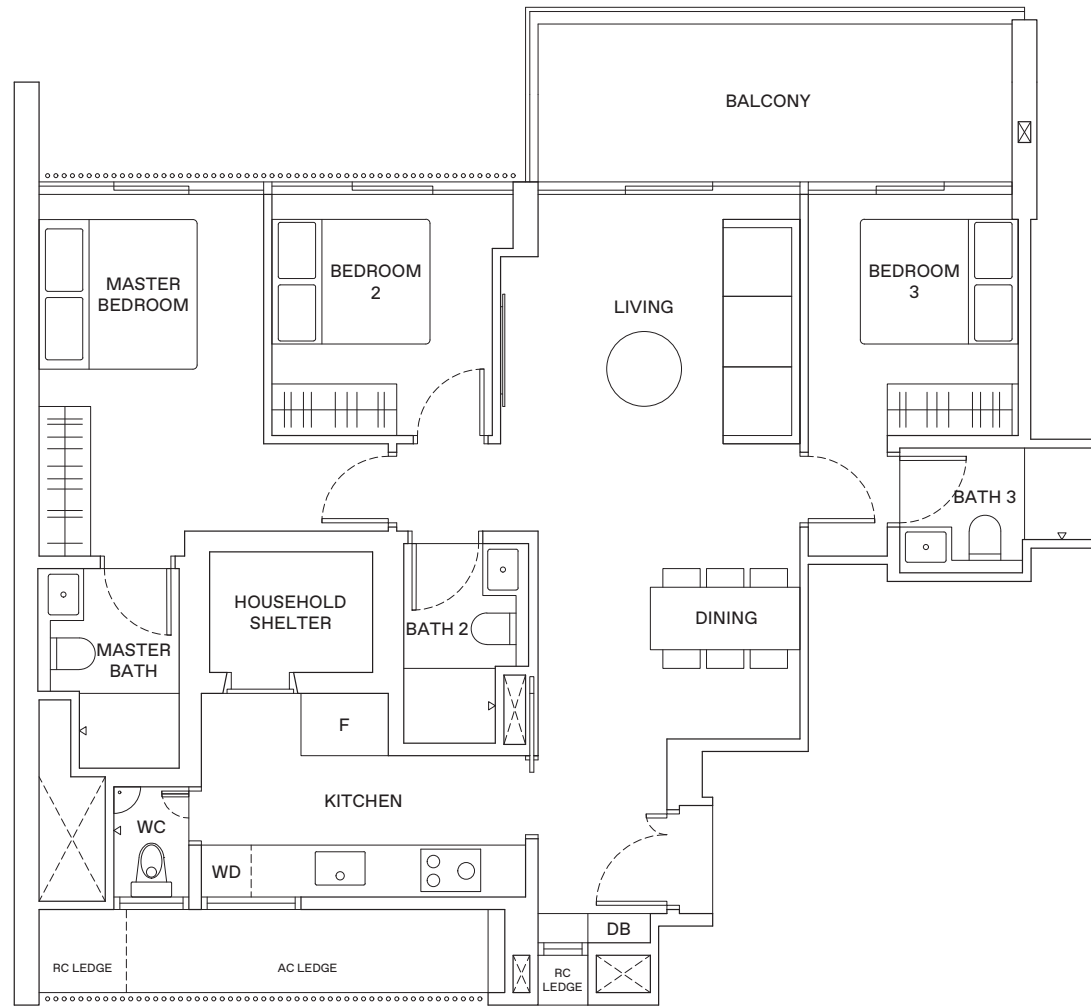 BALCONY
MASTER
BEDROOM
BEDROOM
2
LIVING
BEDROOM
3
BATH 3
HOUSEHOLD
SHELTER
BATH 2
DINING
MASTER
BATH
F
KITCHEN
WC
WD
DB
RC LEDGE
AC LEDGE
RC
LEDGE